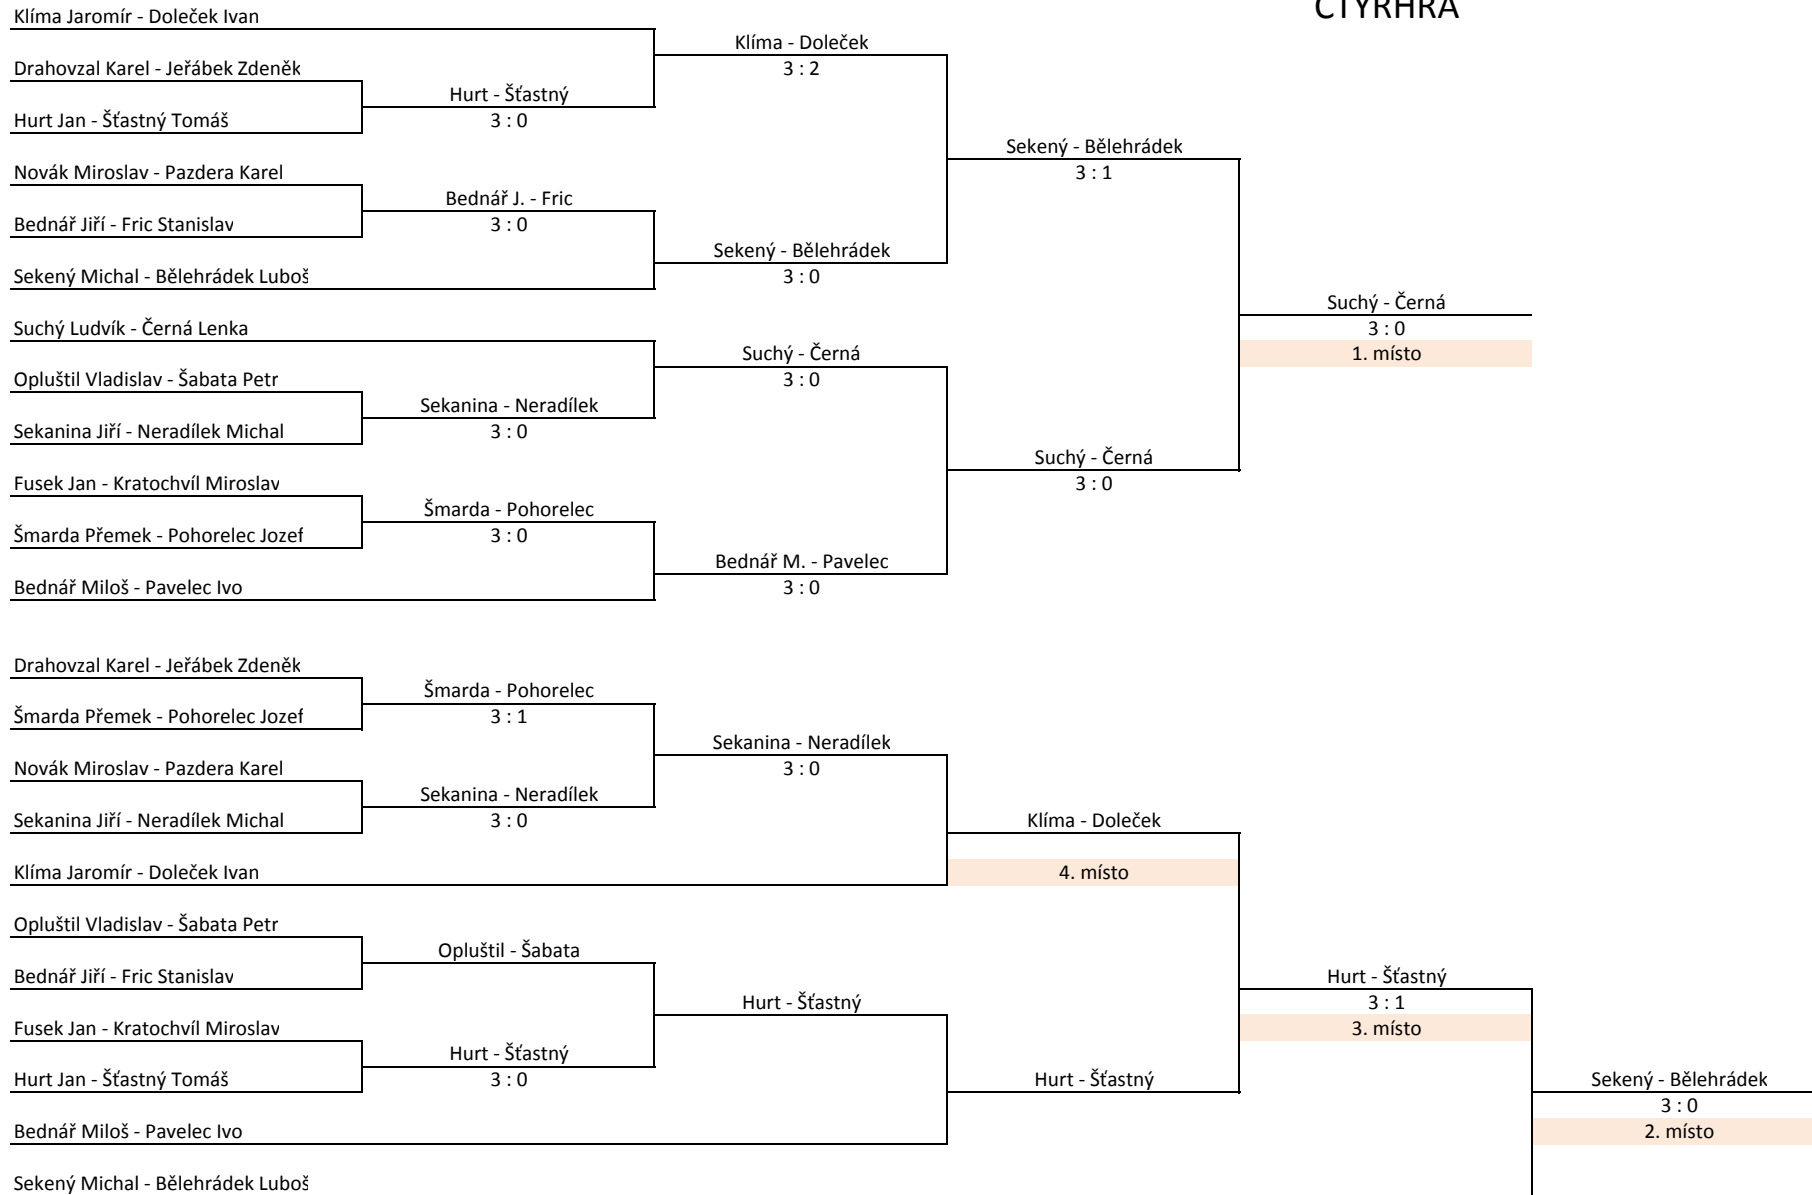 ČTYŘHRA
Klíma Jaromír - Doleček Ivan
Klíma - Doleček
Drahovzal Karel - Jeřábek Zdeněk
3 : 2
Hurt - Šťastný
Hurt Jan - Šťastný Tomáš
3 : 0
Sekený - Bělehrádek
Novák Miroslav - Pazdera Karel
3 : 1
Bednář J. - Fric
Bednář Jiří - Fric Stanislav
3 : 0
Sekený - Bělehrádek
Sekený Michal - Bělehrádek Luboš
3 : 0
Suchý - Černá
Suchý Ludvík - Černá Lenka
3 : 0
Suchý - Černá
1. místo
Opluštil Vladislav - Šabata Petr
3 : 0
Sekanina - Neradílek
Sekanina Jiří - Neradílek Michal
3 : 0
Suchý - Černá
Fusek Jan - Kratochvíl Miroslav
3 : 0
Šmarda - Pohorelec
Šmarda Přemek - Pohorelec Jozef
3 : 0
Bednář M. - Pavelec
Bednář Miloš - Pavelec Ivo
3 : 0
Drahovzal Karel - Jeřábek Zdeněk
Šmarda - Pohorelec
Šmarda Přemek - Pohorelec Jozef
3 : 1
Sekanina - Neradílek
Novák Miroslav - Pazdera Karel
3 : 0
Sekanina - Neradílek
Sekanina Jiří - Neradílek Michal
3 : 0
Klíma - Doleček
Klíma Jaromír - Doleček Ivan
4. místo
Opluštil Vladislav - Šabata Petr
Opluštil - Šabata
Bednář Jiří - Fric Stanislav
Hurt - Šťastný
Hurt - Šťastný
3 : 1
Fusek Jan - Kratochvíl Miroslav
3. místo
Hurt - Šťastný
Hurt Jan - Šťastný Tomáš
3 : 0
Hurt - Šťastný
Sekený - Bělehrádek
3 : 0
Bednář Miloš - Pavelec Ivo
2. místo
Sekený Michal - Bělehrádek Luboš